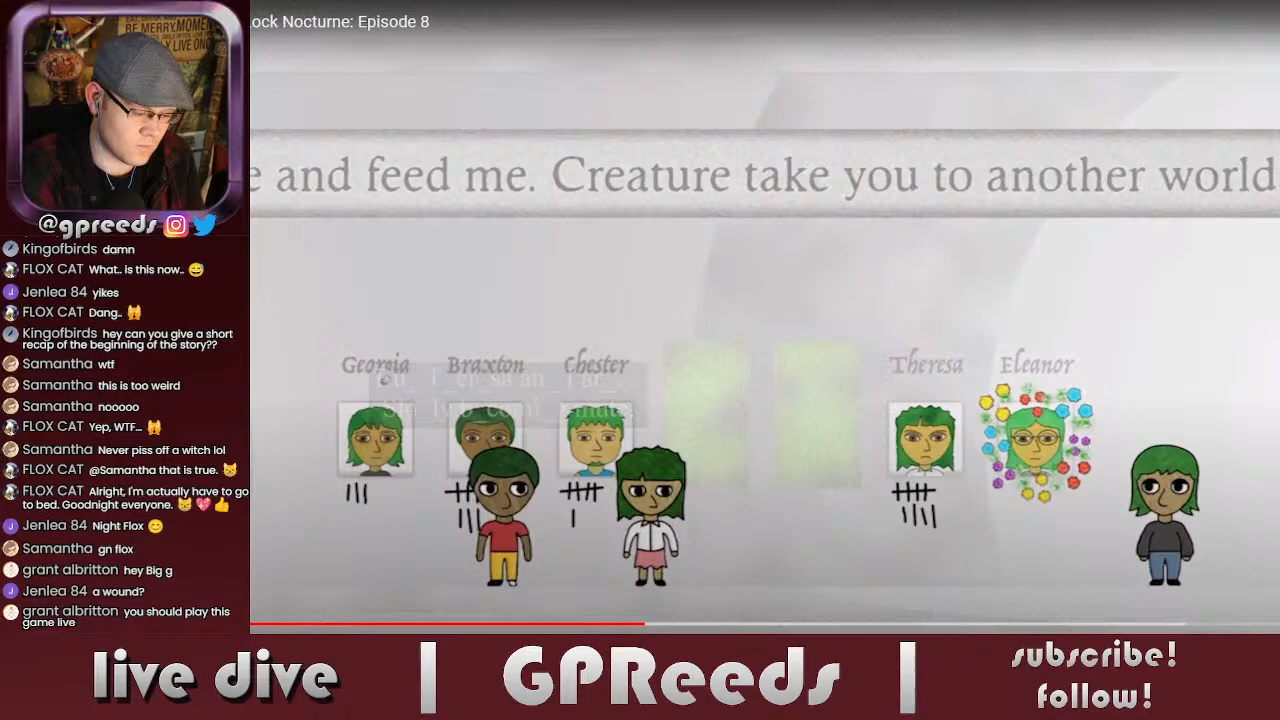 ock Nocturne: Episode 8
BE MERRY,
LIVE
e and feed me. Creature take you to another world
@gpreeds
Kingofbirds damn
FLOX CAT What.. is this now.. 😅
Jenlea 84 yikes
FLOX CAT Dang.. 🙀
Kingofbirds hey can you give a short
recap of the beginning of the story??
Samantha wtf
Samantha this is too weird
Samantha nooooo
FLOX CAT Yep, WTF... 🙀
Samantha Never piss off a witch lol
FLOX CAT @Samantha that is true. 😼
FLOX CAT Alright, I'm actually have to go
to bed. Goodnight everyone. 😺💖👍
Jenlea 84 Night Flox 😊
Samantha gn flox
grant albritton hey Big g
Jenlea 84 a wound?
grant albritton you should play this
game live
Georgia Braxton Chester Theresa Eleanor
live dive | GPReeds | subscribe!
follow!